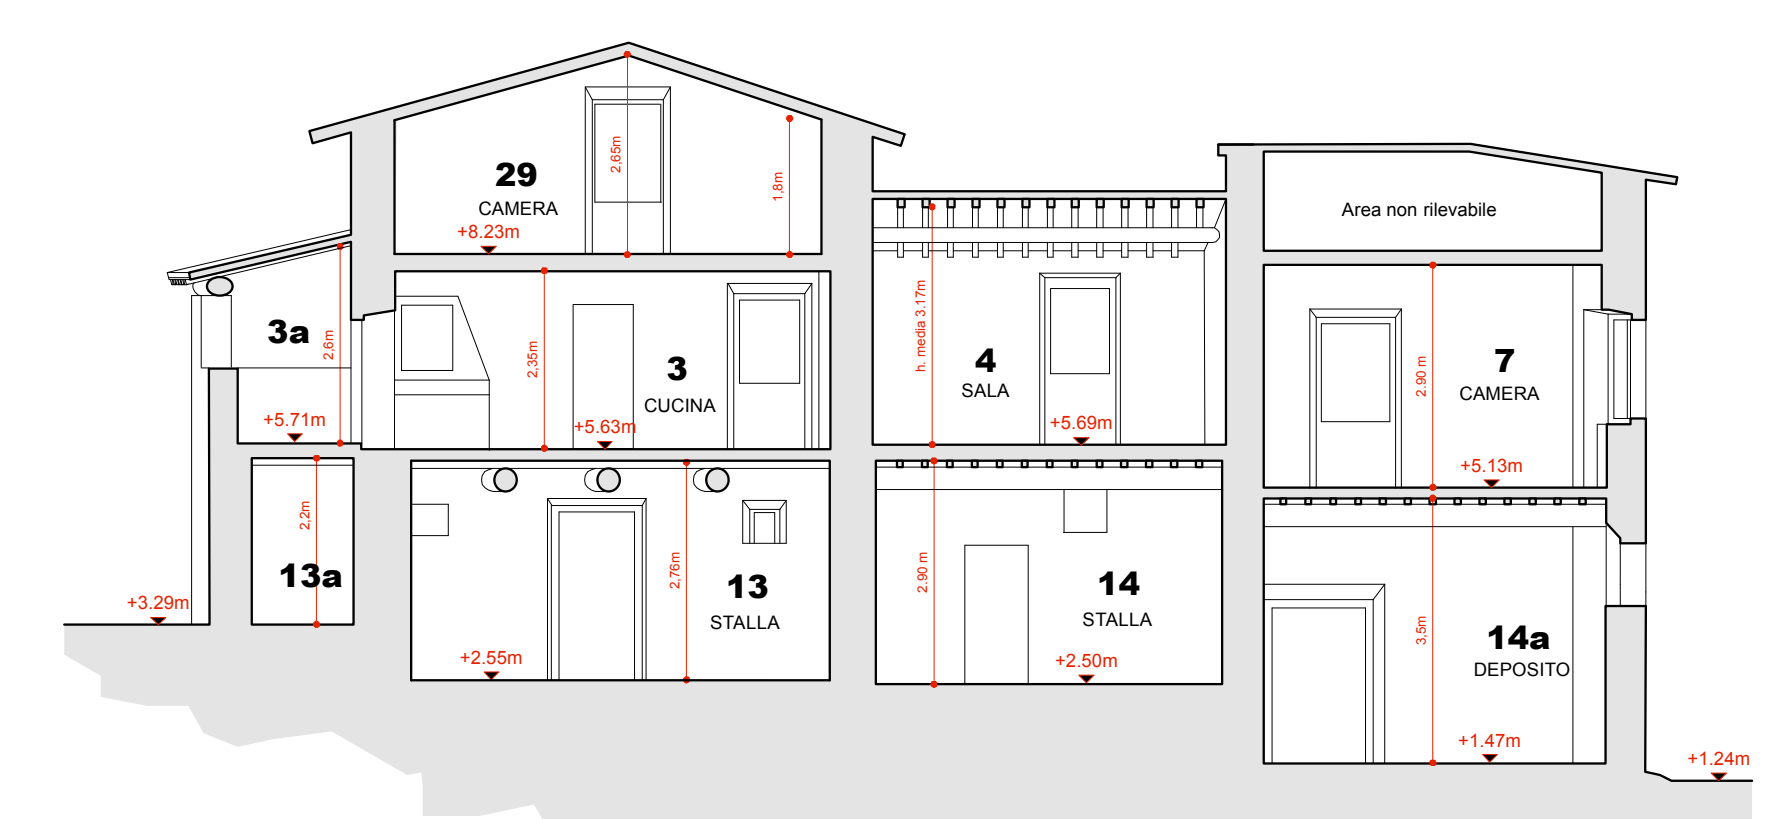 29
CAMERA
+8.23m
2,65m
1,8m
Area non rilevabile
3a
2,6m
+5.71m
2,35m
3
CUCINA
+5.63m
h. media 3.17m
4
SALA
+5.69m
2.90 m
7
CAMERA
+5.13m
2,2m
13a
+3.29m
2,76m
13
STALLA
+2.55m
2.90 m
14
STALLA
+2.50m
3,5m
14a
DEPOSITO
+1.47m
+1.24m